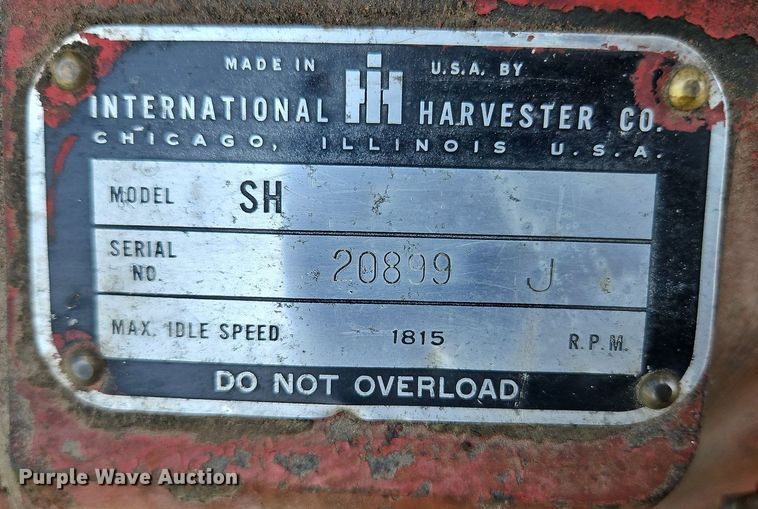 MADE IN IH U.S.A. BY
INTERNATIONAL HARVESTER CO.
CHICAGO, ILLINOIS U.S.A.
MODEL SH
SERIAL NO. 20899 J
MAX. IDLE SPEED 1815 R.P.M.
DO NOT OVERLOAD
Purple Wave Auction